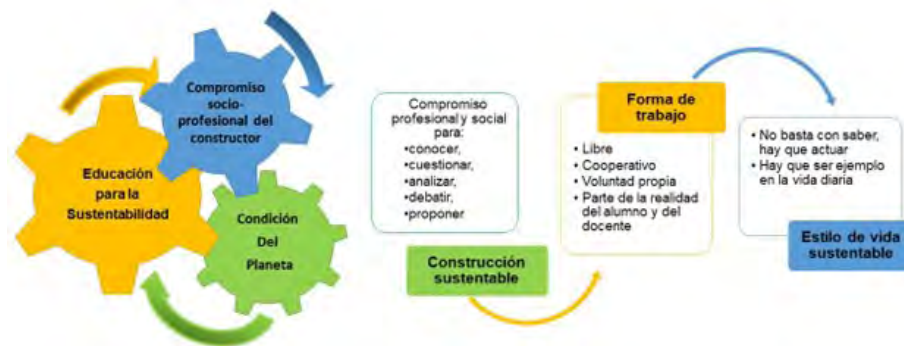 Compromiso
socio-
profesional del
constructor
Educación
para la
Sustentabilidad
Condición
Del
Planeta
Compromiso
profesional y social
para:
•conocer,
•cuestionar,
•analizar,
•debatir,
•proponer
Construcción
sustentable
Forma de
trabajo
• Libre
• Cooperativo
• Voluntad propia
• Parte de la realidad
del alumno y del
docente
• No basta con saber,
hay que actuar
• Hay que ser ejemplo
en la vida diaria
Estilo de vida
sustentable